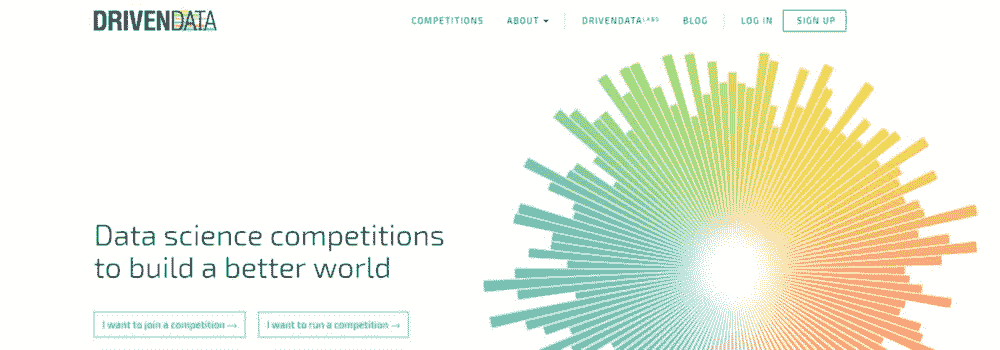 DRIVENDATA
COMPETITIONS ABOUT DRIVENDATA LABS BLOG LOG IN SIGN UP
Data science competitions
to build a better world
I want to join a competition → I want to run a competition →